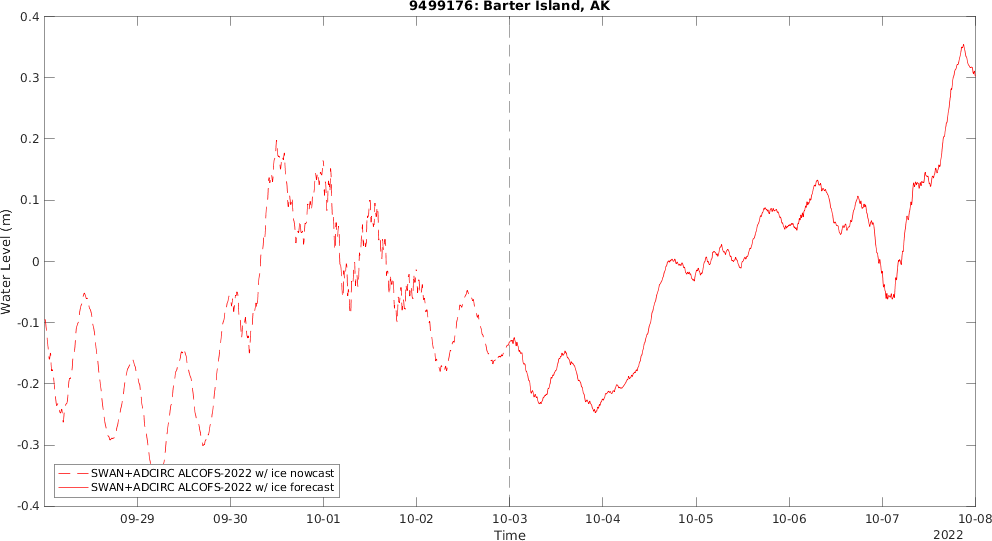 9499176: Barter Island, AK
0.4
0.3
0.2
0.1
0
-0.1
-0.2
-0.3
-0.4
Water Level (m)
SWAN+ADCIRC ALCOFS-2022 w/ ice nowcast
SWAN+ADCIRC ALCOFS-2022 w/ ice forecast
09-29 09-30 10-01 10-02 10-03 10-04 10-05 10-06 10-07 10-08
Time
2022